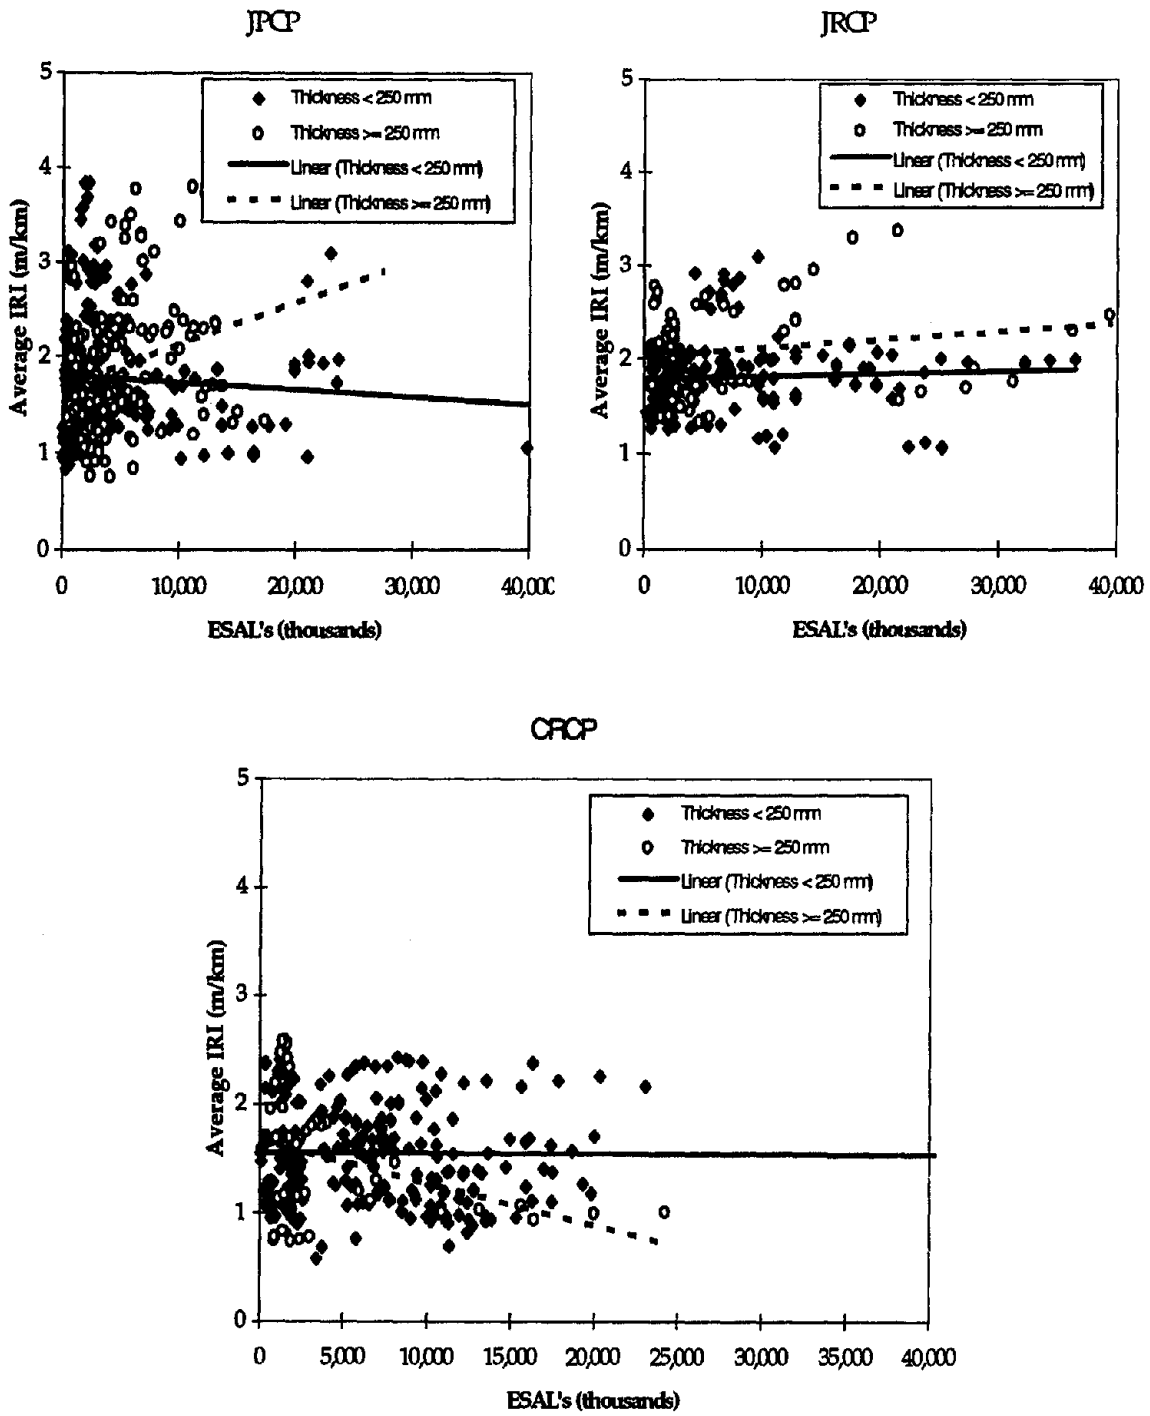 JPCP
5
4
3
2
1
0
Average IRI (m/km)
Thickness < 250 mm
Thickness >= 250 mm
Linear (Thickness < 250 mm)
Linear (Thickness >= 250 mm)
0 10,000 20,000 30,000 40,000
ESAL's (thousands)
JRCP
5
4
3
2
1
0
Average IRI (m/km)
Thickness < 250 mm
Thickness >= 250 mm
Linear (Thickness < 250 mm)
Linear (Thickness >= 250 mm)
0 10,000 20,000 30,000 40,000
ESAL's (thousands)
CRCP
5
4
3
2
1
0
Average IRI (m/km)
Thickness < 250 mm
Thickness >= 250 mm
Linear (Thickness < 250 mm)
Linear (Thickness >= 250 mm)
0 5,000 10,000 15,000 20,000 25,000 30,000 35,000 40,000
ESAL's (thousands)